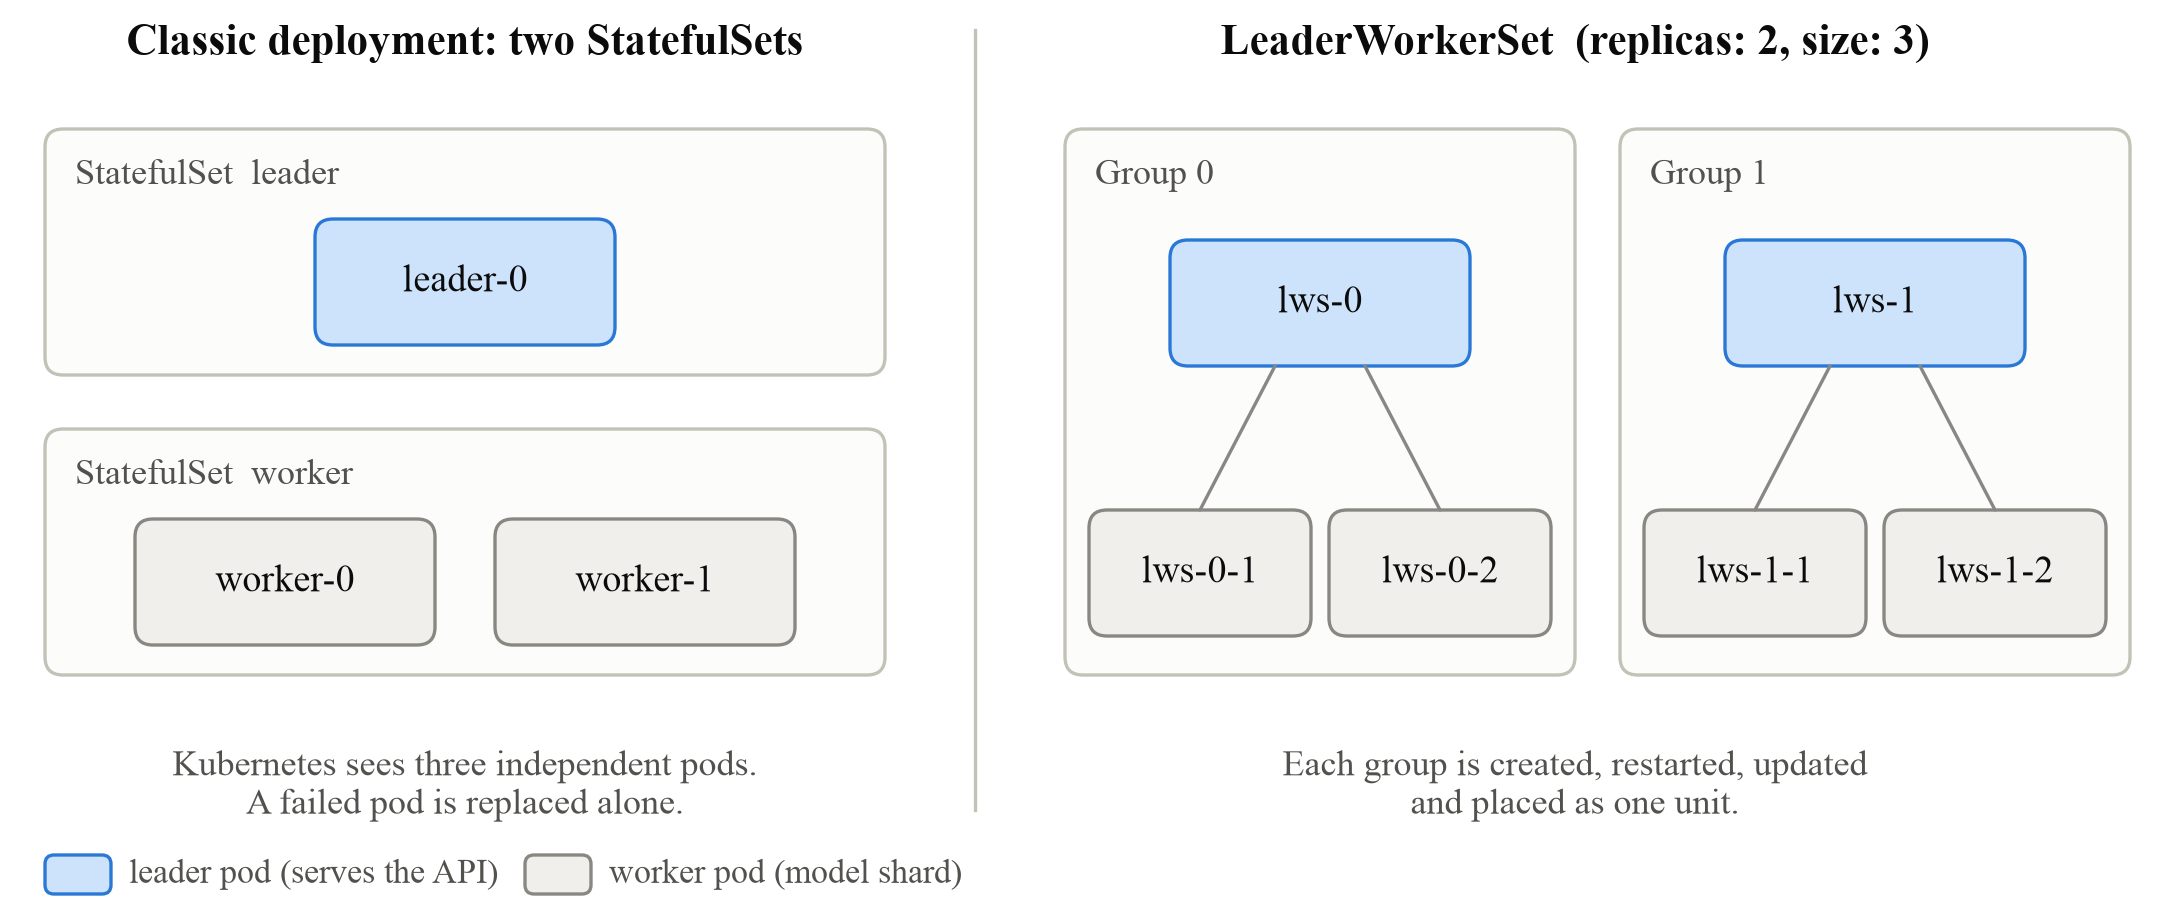 Classic deployment: two StatefulSets
StatefulSet leader
leader-0
StatefulSet worker
worker-0
worker-1
Kubernetes sees three independent pods.
A failed pod is replaced alone.
LeaderWorkerSet (replicas: 2, size: 3)
Group 0
lws-0
lws-0-1
lws-0-2
Group 1
lws-1
lws-1-1
lws-1-2
Each group is created, restarted, updated
and placed as one unit.
leader pod (serves the API)
worker pod (model shard)